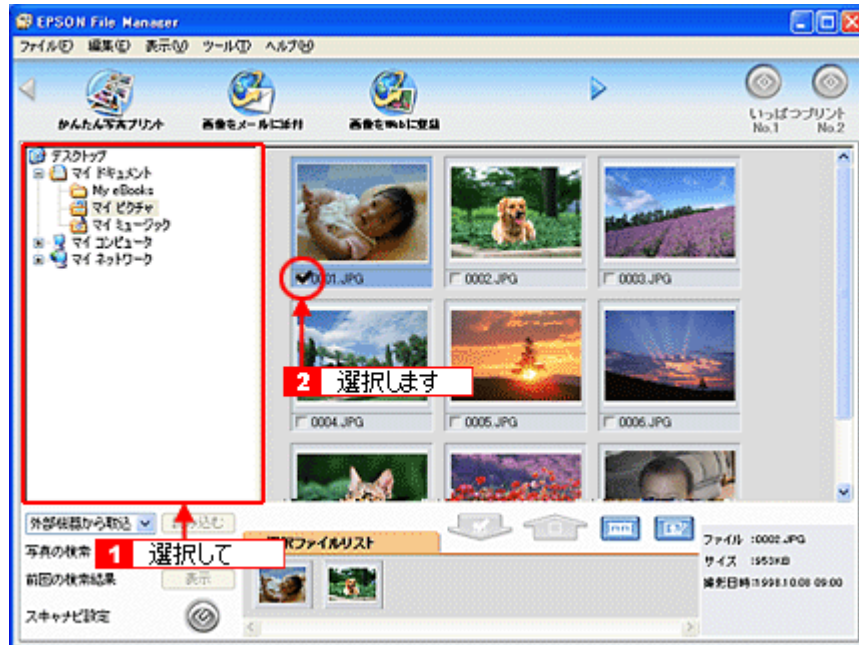 EPSON File Manager
ファイル(F) 編集(E) 表示(V) ツール(T) ヘルプ(H)
かんたん写真プリント 画像をメールに添付 画像をWebに登録
いっぱつプリント
No.1 No.2
デスクトップ
マイ ドキュメント
My eBooks
マイ ピクチャ
マイ ミュージック
マイ コンピュータ
マイ ネットワーク
0001.JPG 0002.JPG 0003.JPG
2 選択します
0004.JPG 0005.JPG 0006.JPG
外部機器から取込 込む
写真の検索
1 選択して
択ファイルリスト
前回の検索結果 表示
スキャナビ設定
ファイル :0002.JPG
サイズ :953KB
撮影日時:1998.10.08 09:00